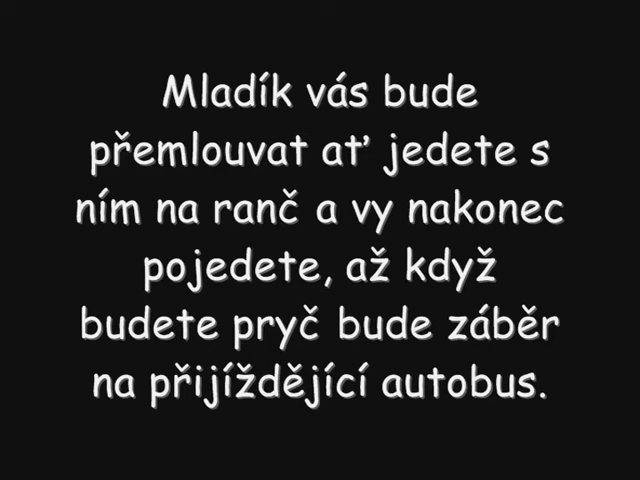 Mladík vás bude
přemlouvat ať jedete s
ním na ranč a vy nakonec
pojedete, až když
budete pryč bude záběr
na přijíždějící autobus.